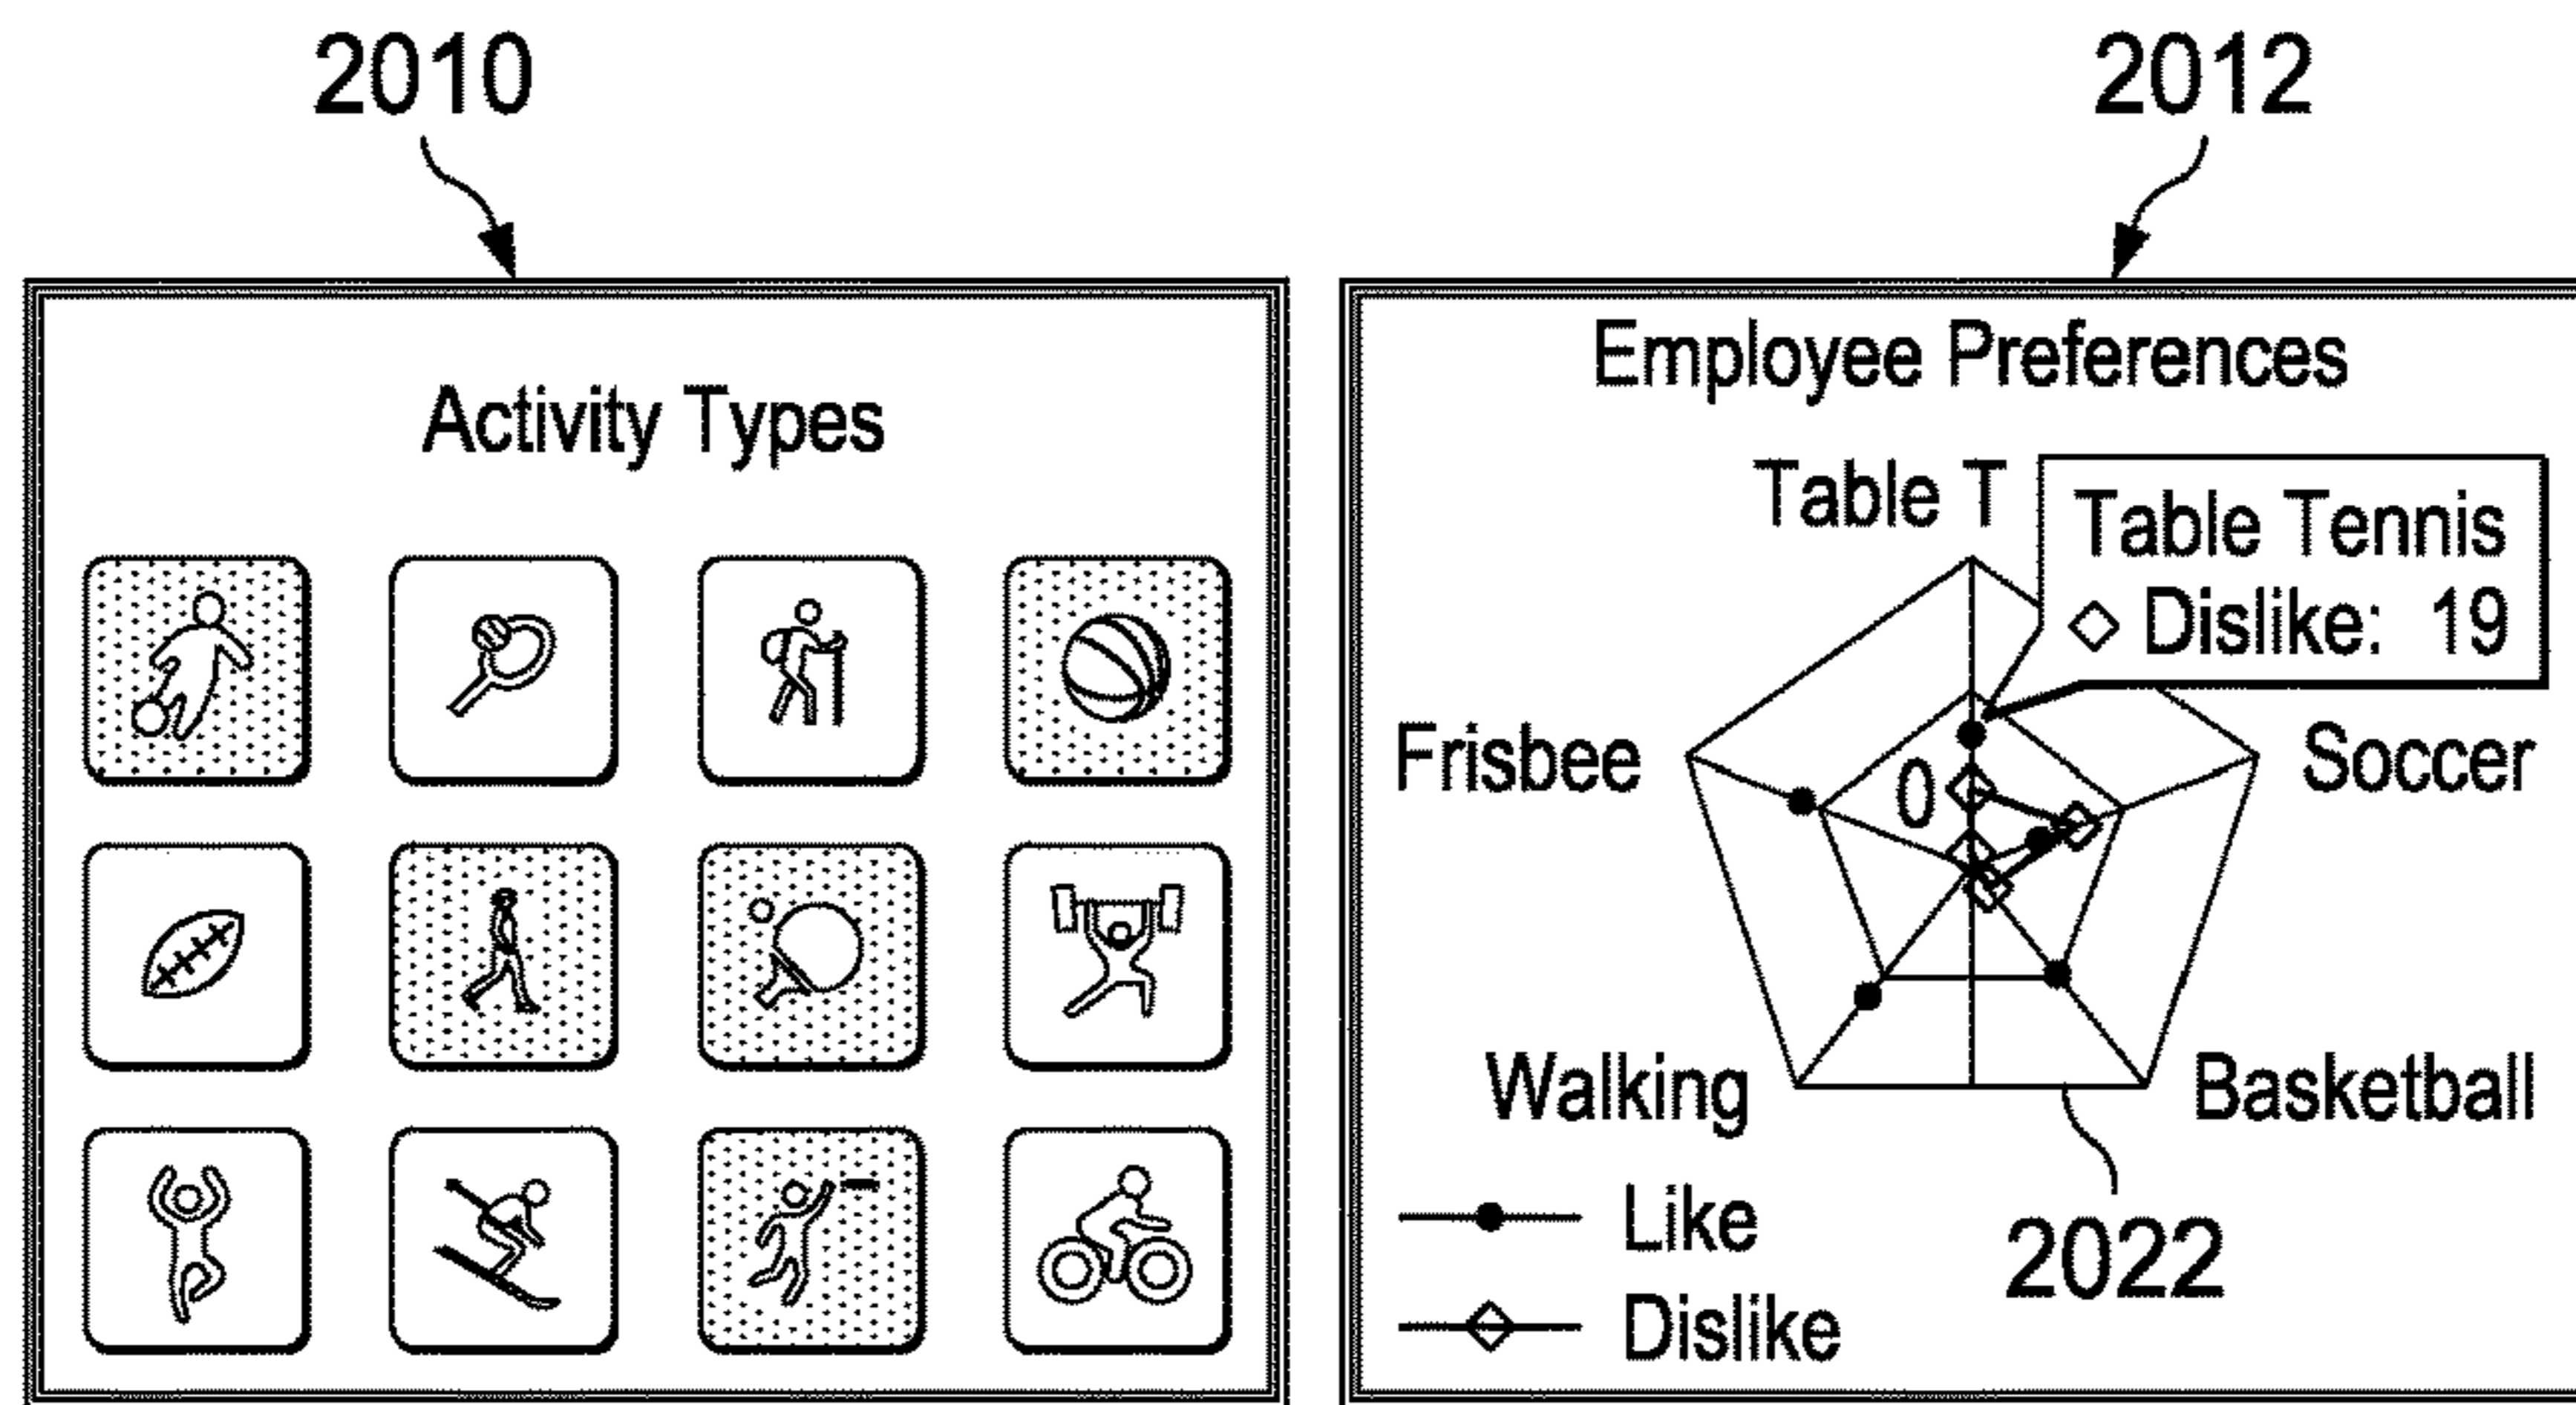 2010
2012
Activity Types
Employee Preferences
Table T
Table Tennis
Dislike: 19
Frisbee
0
Soccer
Walking
Basketball
Like
Dislike
2022